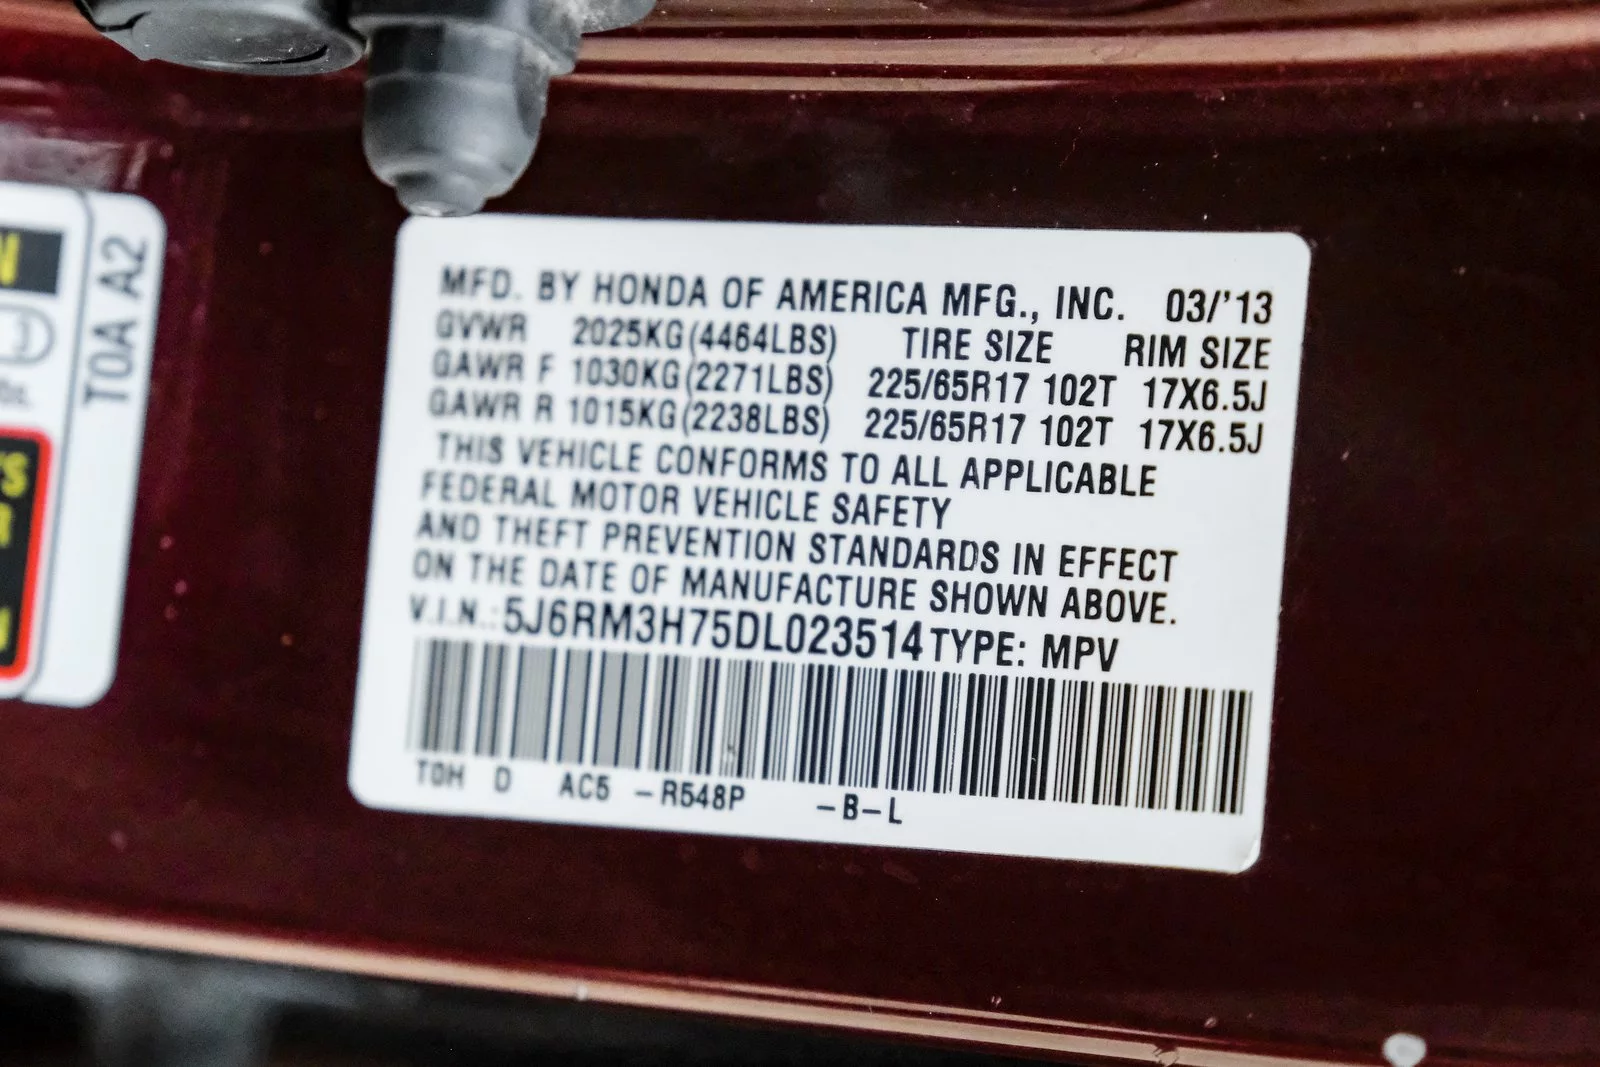 N
T0A A2
S
R
N
MFD. BY HONDA OF AMERICA MFG., INC. 03/'13
GVWR 2025KG(4464LBS) TIRE SIZE RIM SIZE
GAWR F 1030KG(2271LBS) 225/65R17 102T 17X6.5J
GAWR R 1015KG(2238LBS) 225/65R17 102T 17X6.5J
THIS VEHICLE CONFORMS TO ALL APPLICABLE
FEDERAL MOTOR VEHICLE SAFETY
AND THEFT PREVENTION STANDARDS IN EFFECT
ON THE DATE OF MANUFACTURE SHOWN ABOVE.
V.I.N.: 5J6RM3H75DL023514 TYPE: MPV
T0H D AC5 -R548P -B-L